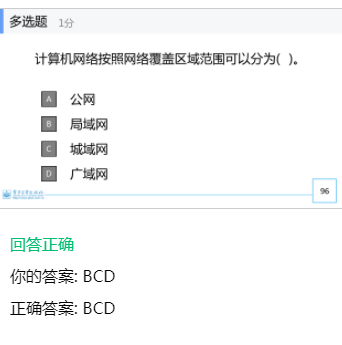 多选题 1分
计算机网络按照网络覆盖区域范围可以分为( )。
A 公网
B 局域网
C 城域网
D 广域网
96
回答正确
你的答案: BCD
正确答案: BCD